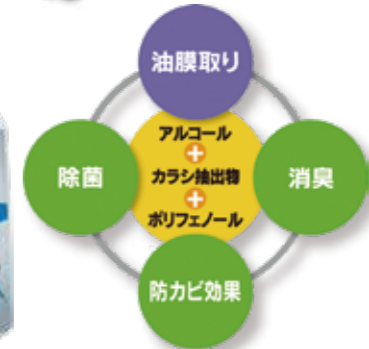 油膜取り
除菌
アルコール
+
カラシ抽出物
+
ポリフェノール
消臭
防カビ効果